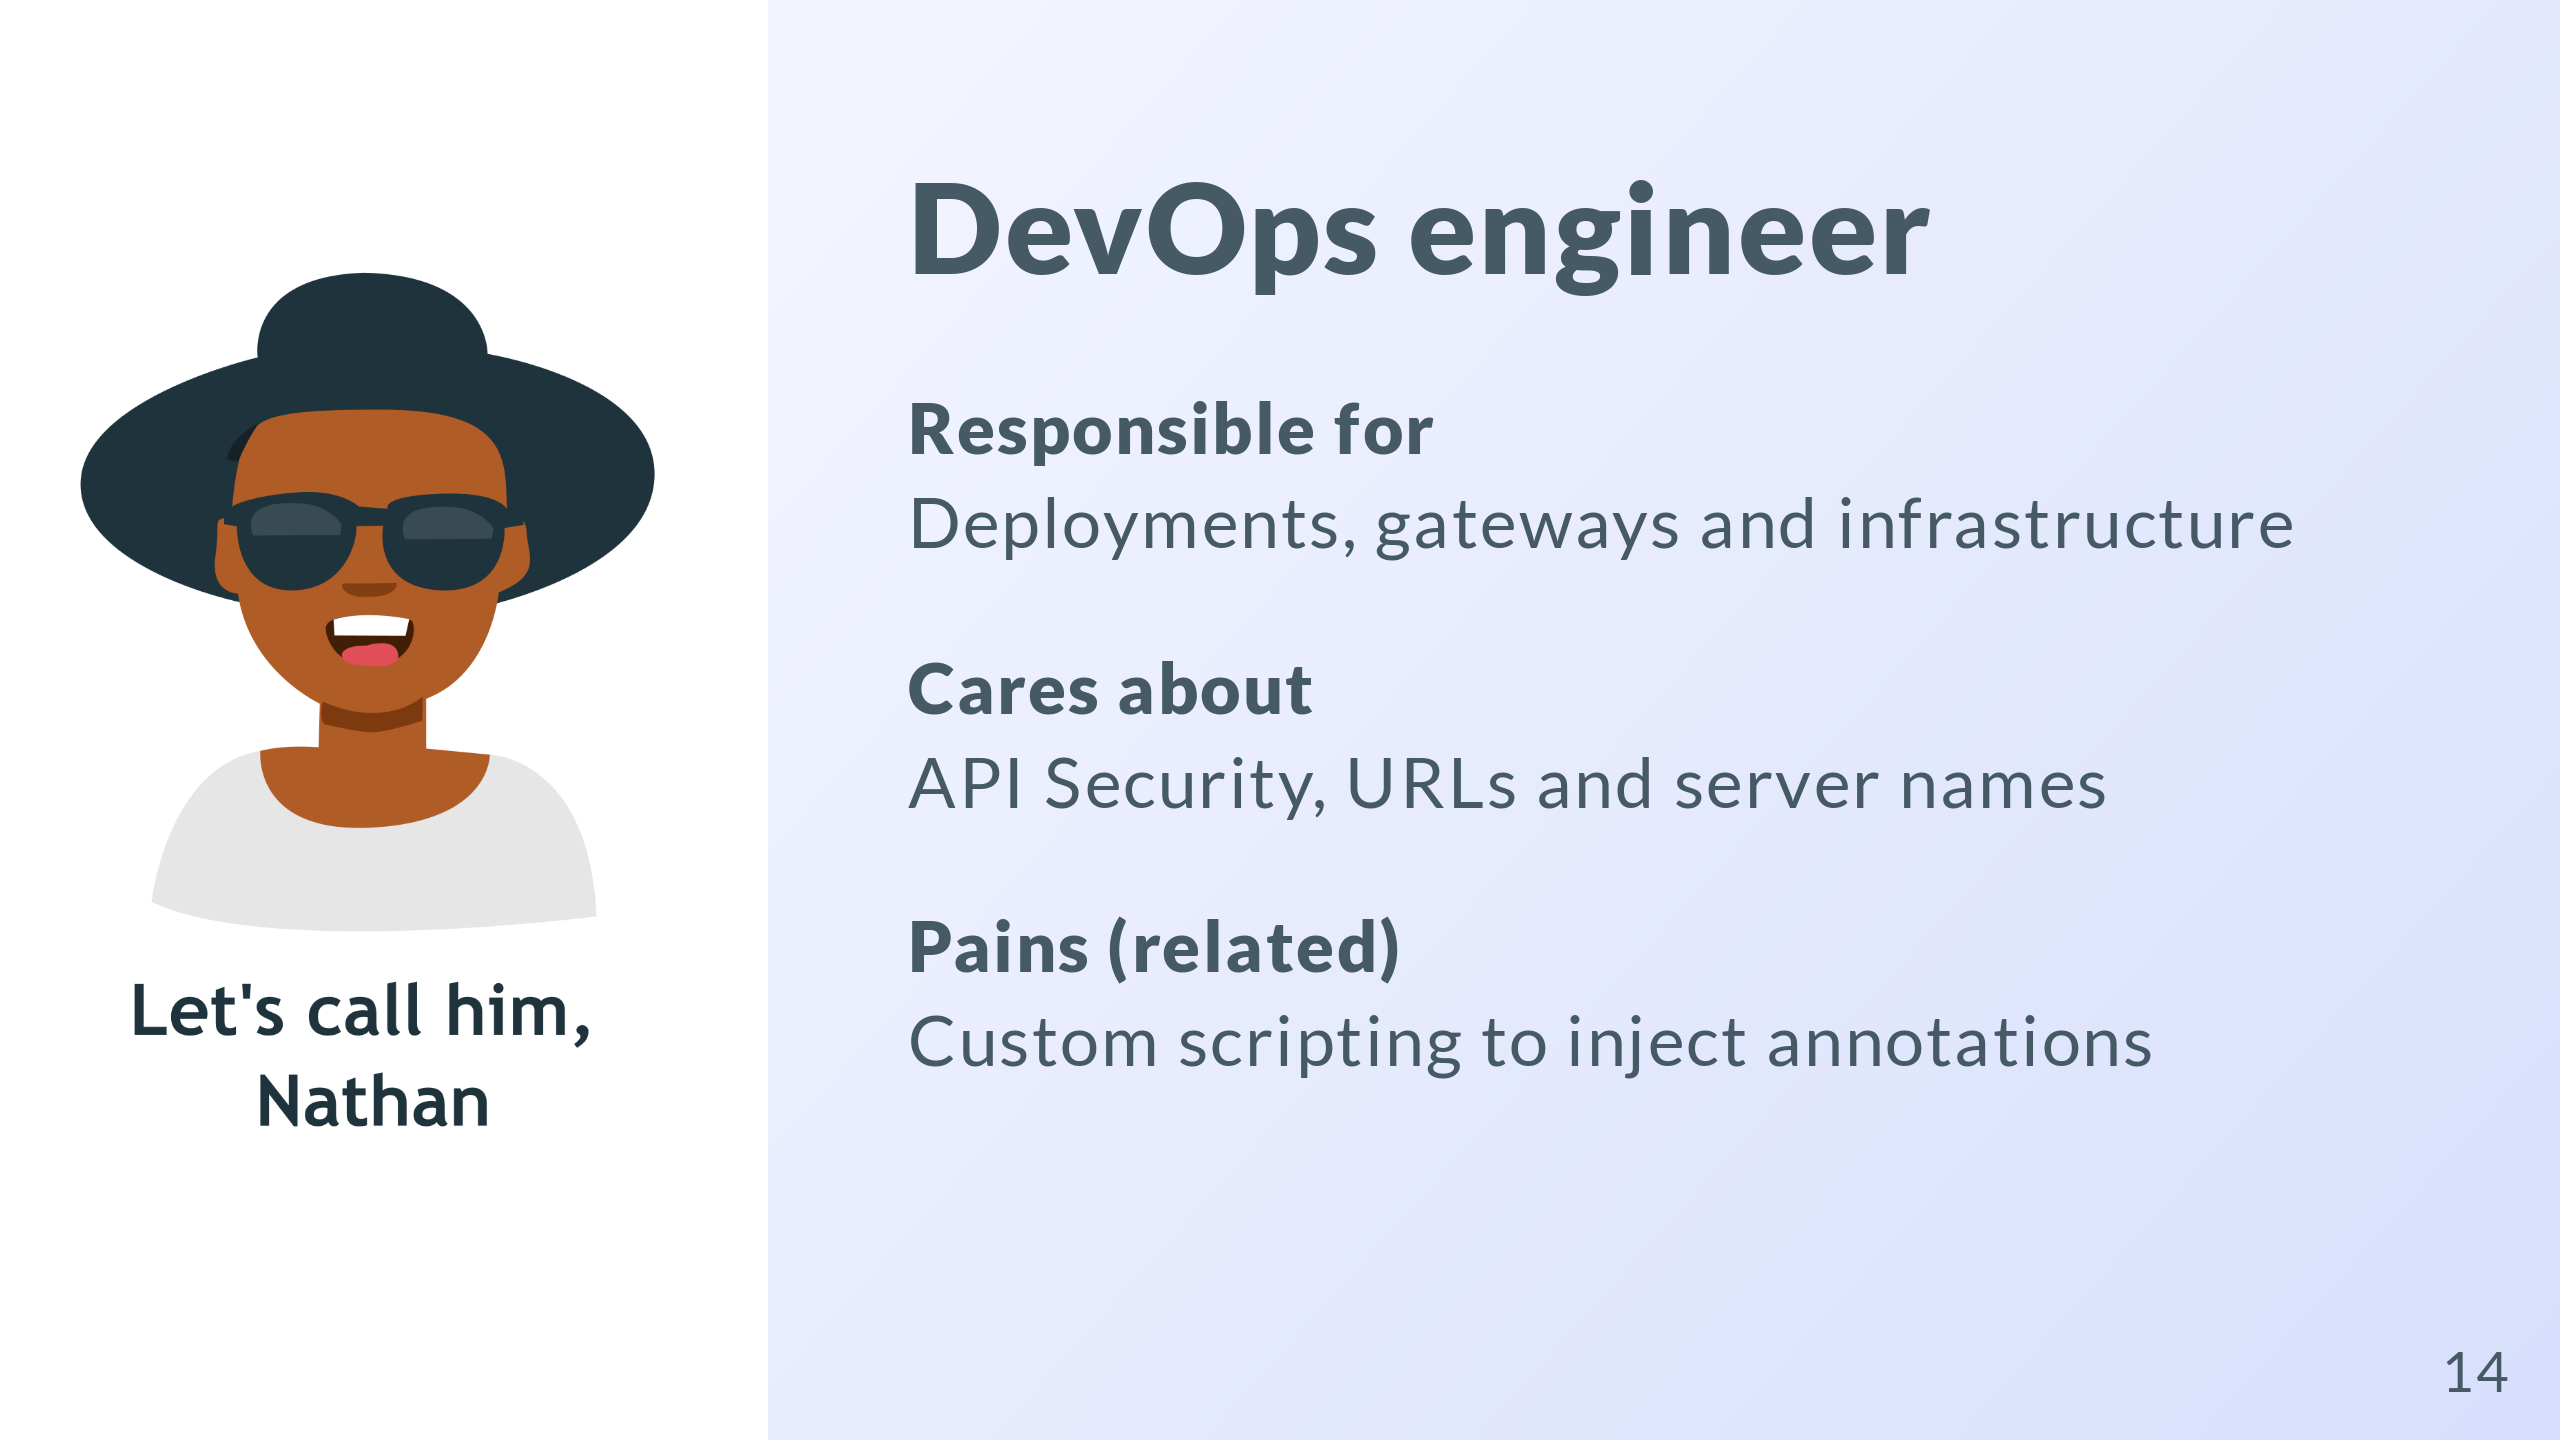 Let's call him,
Nathan
DevOps engineer
Responsible for
Deployments, gateways and infrastructure
Cares about
API Security, URLs and server names
Pains (related)
Custom scripting to inject annotations
14